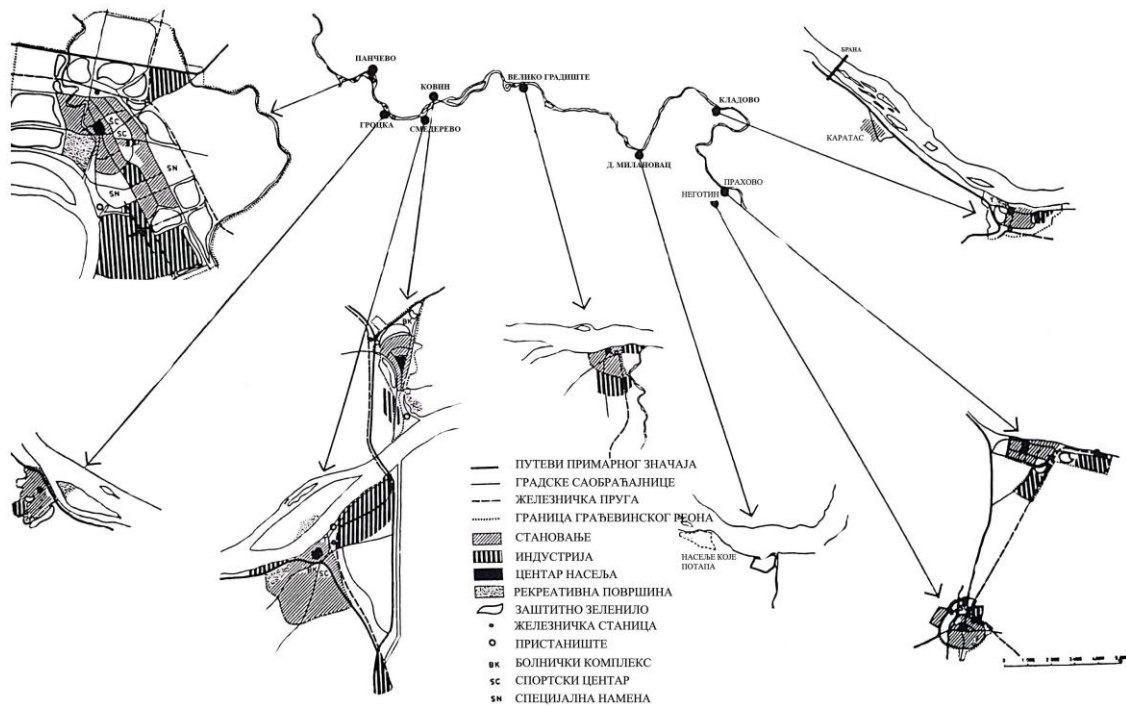 ПАНЧЕВО
КОВИН
ВЕЛИКО ГРАДИШТЕ
ГРОЦКА
СМЕДЕРЕВО
КЛАДОВО
Д. МИЛАНОВАЦ
ПРАХОВО
НЕГОТИН
БРАНА
КАРАТАС
SC
SC
SN
SN
BK
BK
SC
НАСЕЉЕ КОЈЕ
ПОТАПА
ПУТЕВИ ПРИМАРНОГ ЗНАЧАЈА
ГРАДСКЕ САОБРАЋАЈНИЦЕ
ЖЕЛЕЗНИЧКА ПРУГА
ГРАНИЦА ГРАЂЕВИНСКОГ РЕОНА
СТАНОВАЊЕ
ИНДУСТРИЈА
ЦЕНТАР НАСЕЉА
РЕКРЕАТИВНА ПОВРШИНА
ЗАШТИТНО ЗЕЛЕНИЛО
ЖЕЛЕЗНИЧКА СТАНИЦА
ПРИСТАНИШТЕ
BK БОЛНИЧКИ КОМПЛЕКС
SC СПОРТСКИ ЦЕНТАР
SN СПЕЦИЈАЛНА НАМЕНА